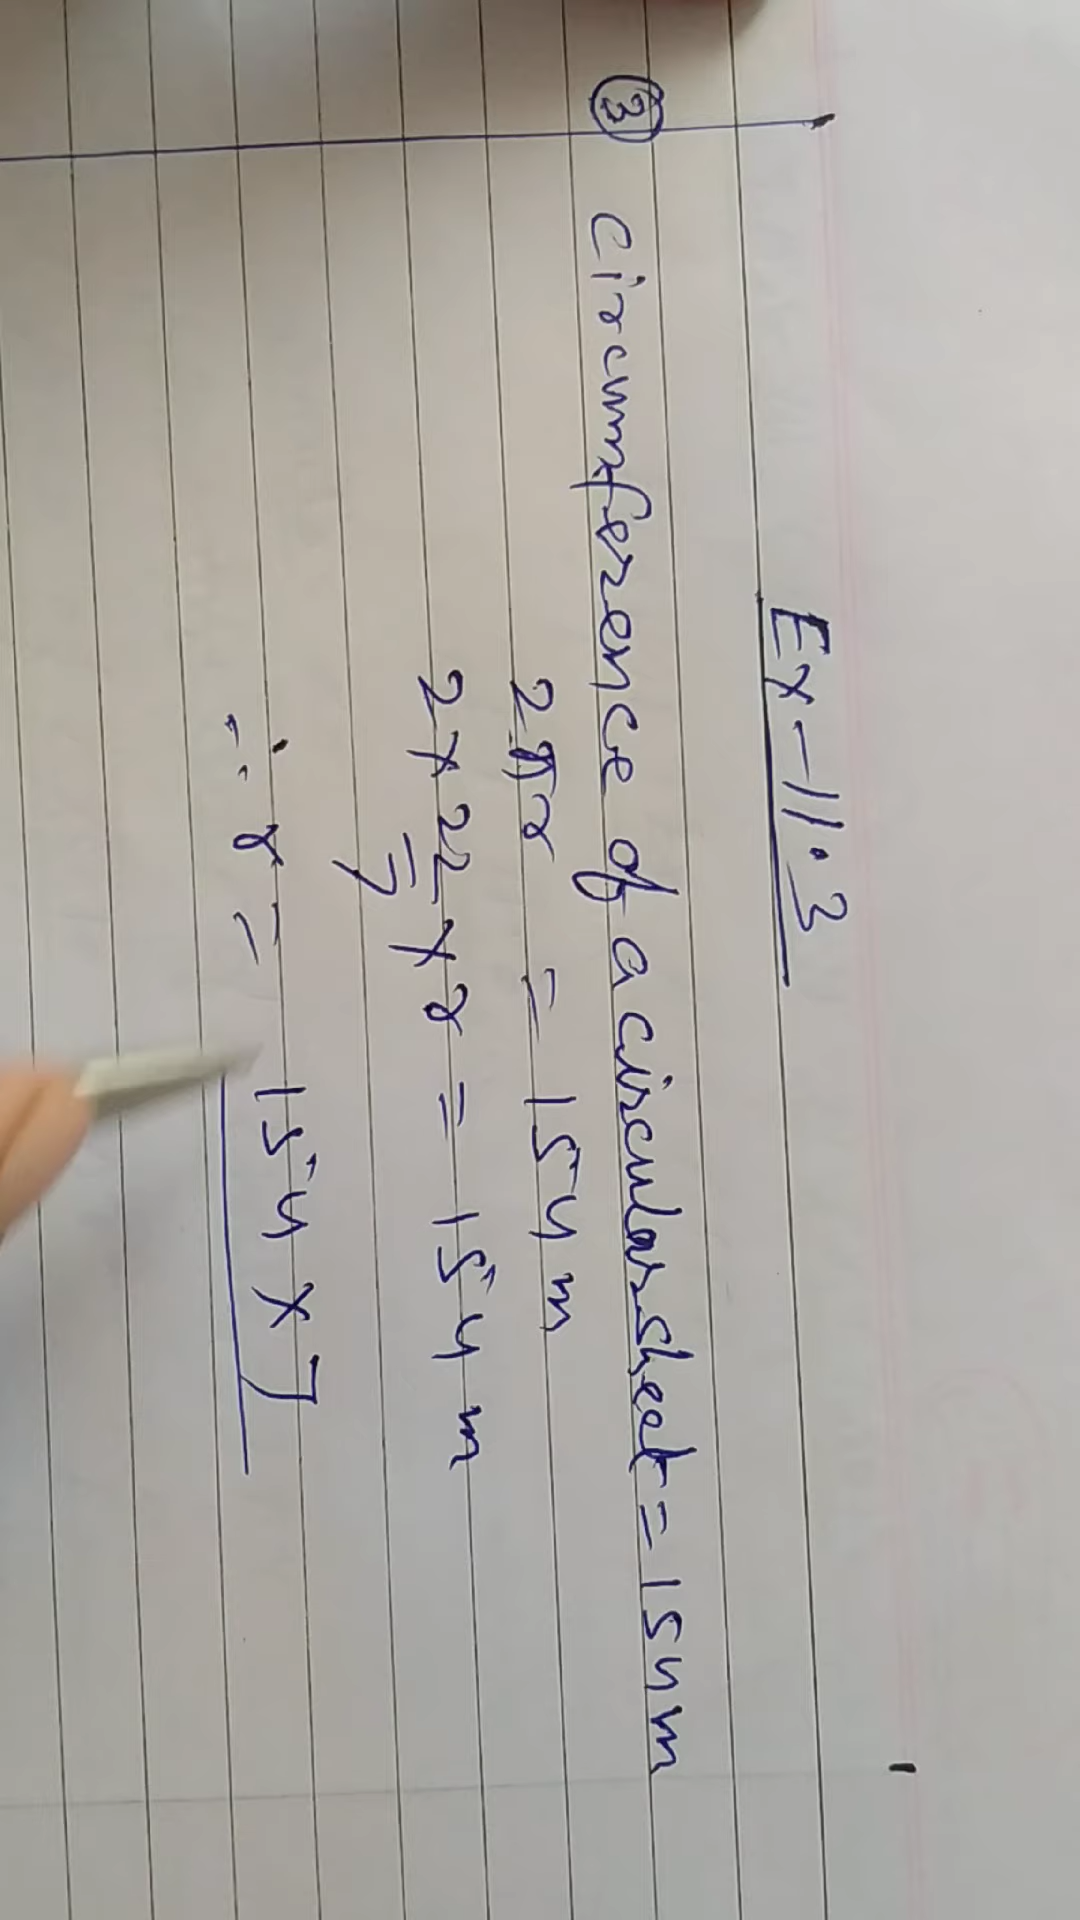 Ex-11.3
③ Circumference of a circular sheet = 154 m
2πr = 154 m
2 × 22/7 × r = 154 m
∴ r = 154 × 7